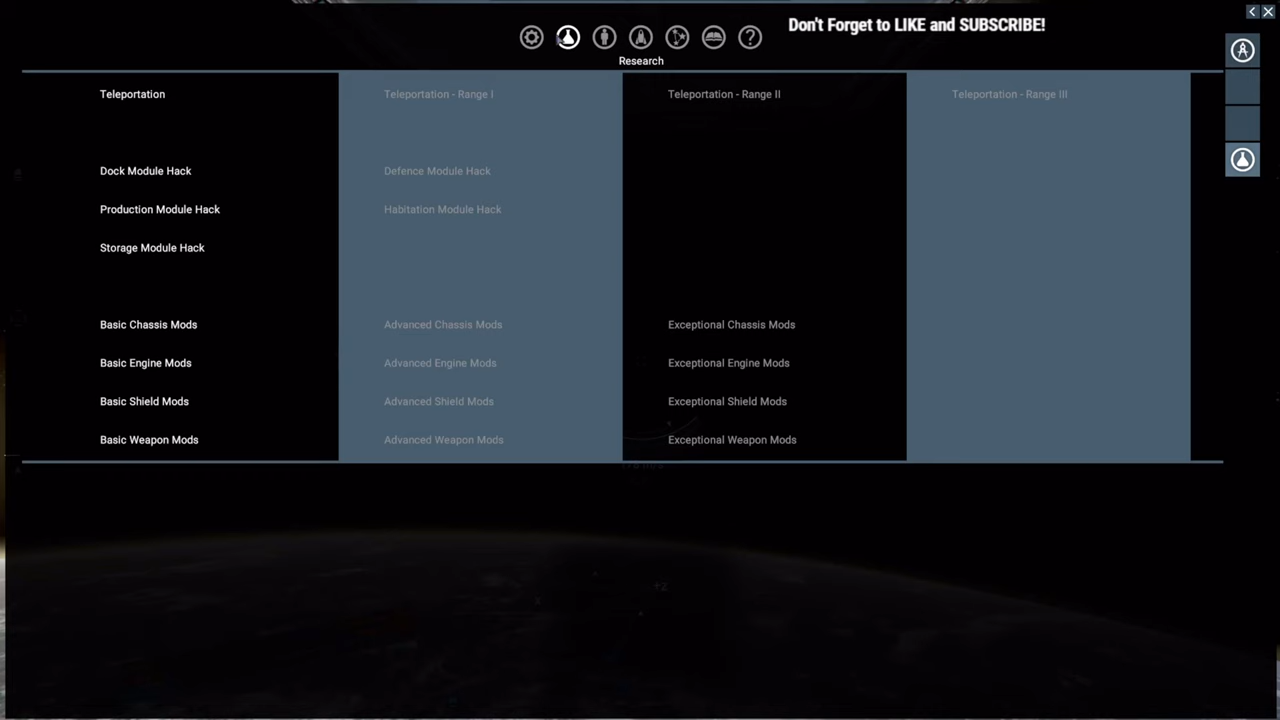 Don't Forget to LIKE and SUBSCRIBE!
Research
Teleportation
Teleportation - Range I
Teleportation - Range II
Teleportation - Range III
Dock Module Hack
Defence Module Hack
Production Module Hack
Habitation Module Hack
Storage Module Hack
Basic Chassis Mods
Advanced Chassis Mods
Exceptional Chassis Mods
Basic Engine Mods
Advanced Engine Mods
Exceptional Engine Mods
Basic Shield Mods
Advanced Shield Mods
Exceptional Shield Mods
Basic Weapon Mods
Advanced Weapon Mods
Exceptional Weapon Mods
+Z